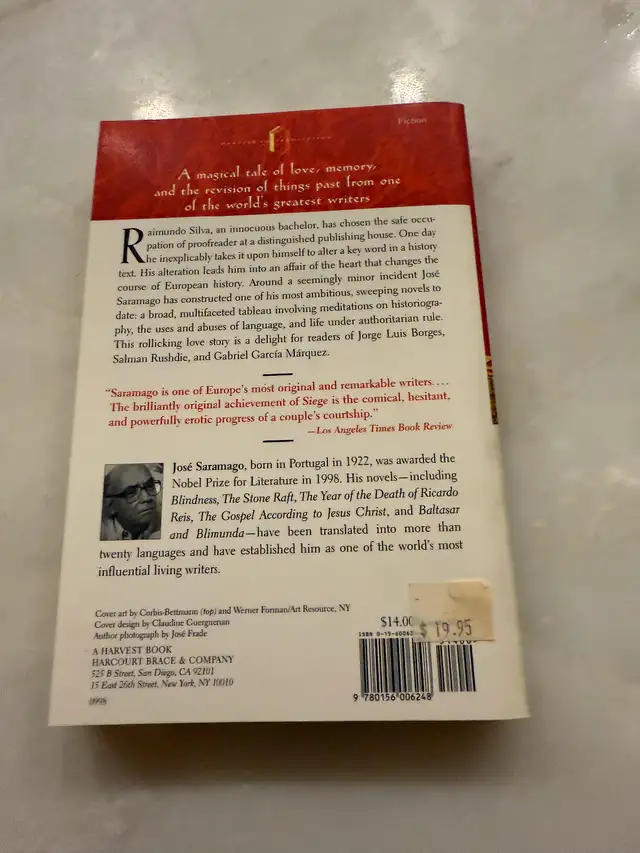 Fiction
A magical tale of love, memory,
and the revision of things past from one
of the world's greatest writers
Raimundo Silva, an innocuous bachelor, has chosen the safe occu-
pation of proofreader at a distinguished publishing house. One day
he inexplicably takes it upon himself to alter a key word in a history
text. His alteration leads him into an affair of the heart that changes the
course of European history. Around a seemingly minor incident José
Saramago has constructed one of his most ambitious, sweeping novels to
date: a broad, multifaceted tableau involving meditations on historiogra-
phy, the uses and abuses of language, and life under authoritarian rule.
This rollicking love story is a delight for readers of Jorge Luis Borges,
Salman Rushdie, and Gabriel García Márquez.
"Saramago is one of Europe's most original and remarkable writers....
The brilliantly original achievement of Siege is the comical, hesitant,
and powerfully erotic progress of a couple's courtship."
—Los Angeles Times Book Review
José Saramago, born in Portugal in 1922, was awarded the
Nobel Prize for Literature in 1998. His novels—including
Blindness, The Stone Raft, The Year of the Death of Ricardo
Reis, The Gospel According to Jesus Christ, and Baltasar
and Blimunda—have been translated into more than
twenty languages and have established him as one of the world's most
influential living writers.
Cover art by Corbis-Bettmann (top) and Werner Forman/Art Resource, NY
Cover design by Claudine Guerguerian
Author photograph by José Frade
A HARVEST BOOK
HARCOURT BRACE & COMPANY
525 B Street, San Diego, CA 92101
15 East 26th Street, New York, NY 10010
0998
$14.00
$19.95
ISBN 0-15-60062
9 780156 006248